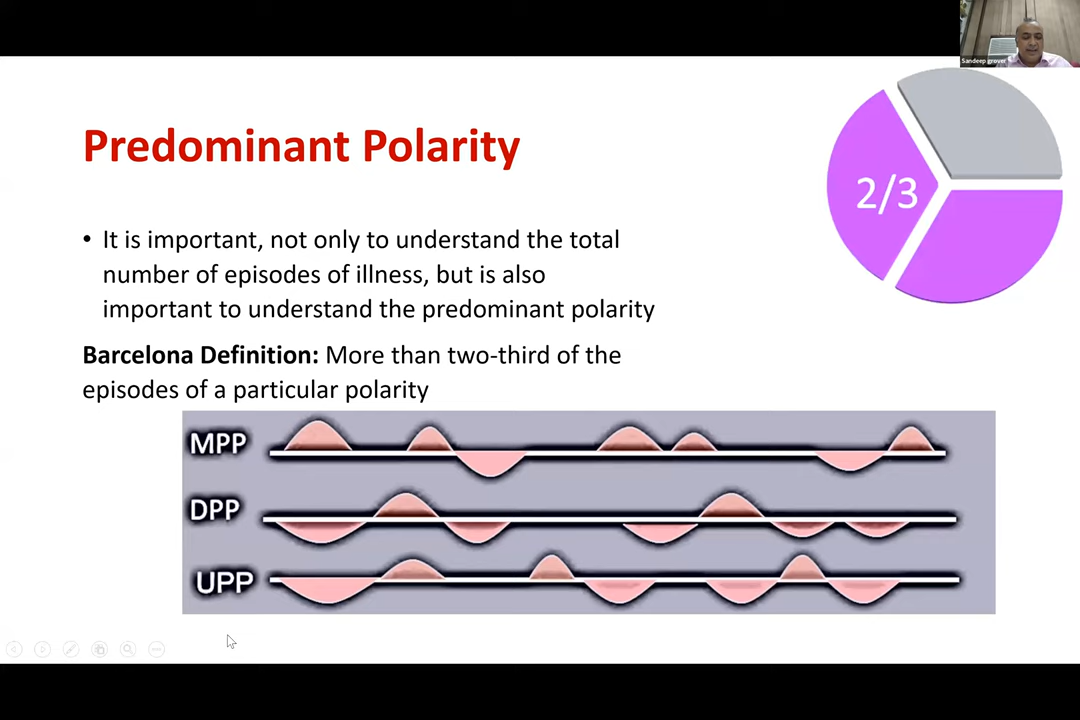 Sandeep grover
Predominant Polarity
2/3
• It is important, not only to understand the total
number of episodes of illness, but is also
important to understand the predominant polarity
Barcelona Definition: More than two-third of the
episodes of a particular polarity
MPP
DPP
UPP